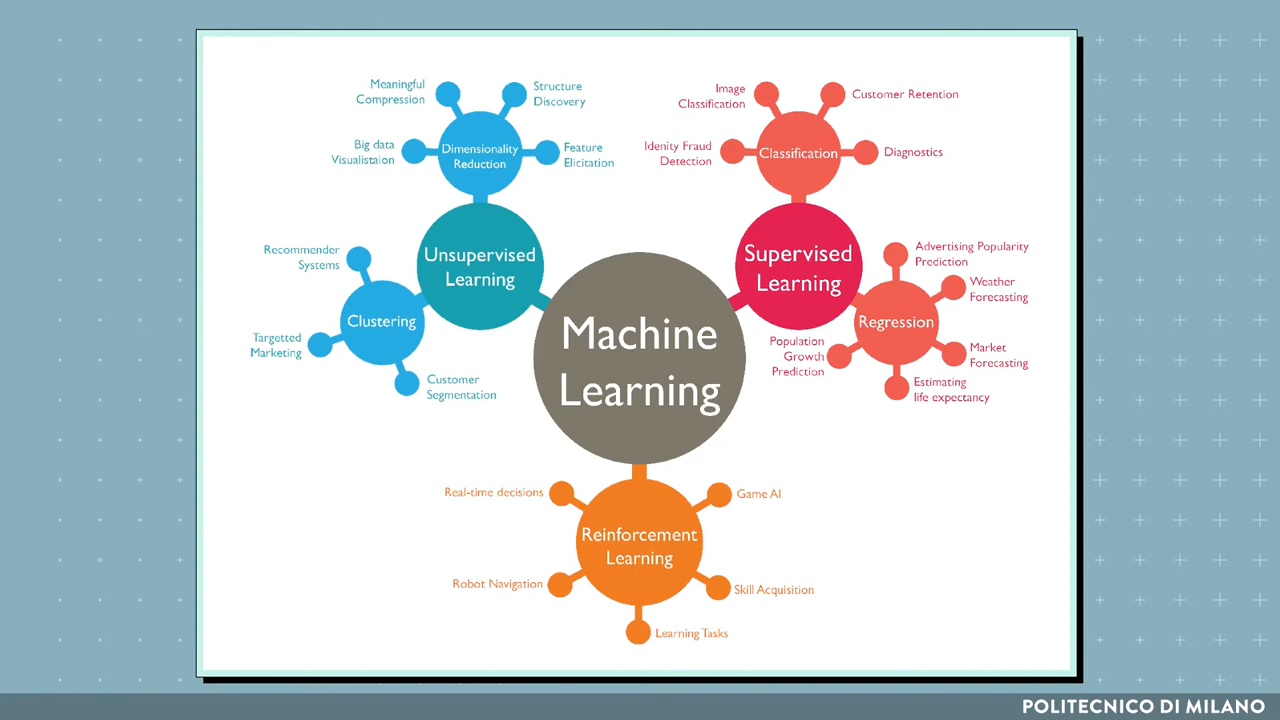 Meaningful
Compression
Structure
Discovery
Big data
Visualistaion
Dimensionality
Reduction
Feature
Elicitation
Unsupervised
Learning
Recommender
Systems
Clustering
Targetted
Marketing
Customer
Segmentation
Image
Classification
Customer Retention
Idenity Fraud
Detection
Classification
Diagnostics
Supervised
Learning
Advertising Popularity
Prediction
Weather
Forecasting
Regression
Population
Growth
Prediction
Market
Forecasting
Estimating
life expectancy
Machine
Learning
Real-time decisions
Game AI
Reinforcement
Learning
Robot Navigation
Skill Acquisition
Learning Tasks
POLITECNICO DI MILANO